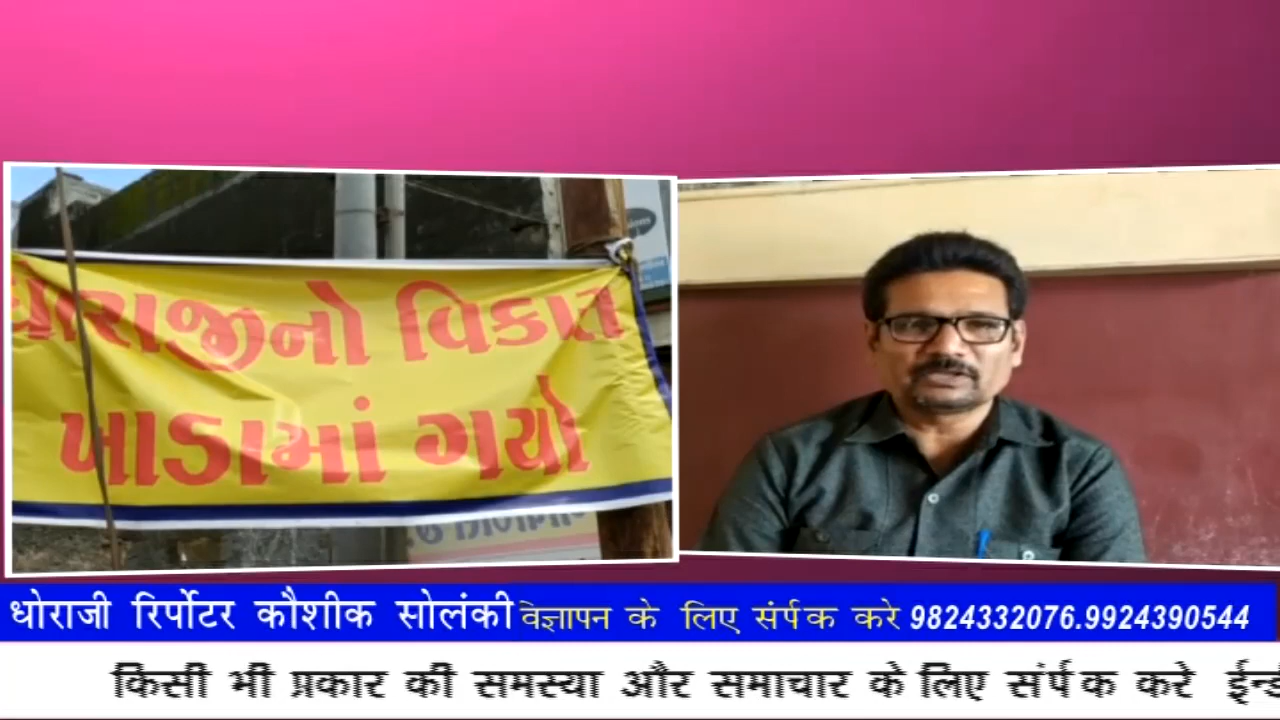 ધોરાજીનો વિકાસ
ખાડામાં ગયો
धोराजी रिर्पोटर कौशीक सोलंकी वेज्ञापन के लिए संर्पक करे 9824332076.9924390544
किसी भी प्रकार की समस्या और समाचार के लिए संर्पक करे